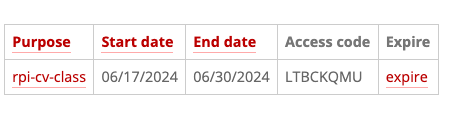 Purpose Start date End date Access code Expire
rpi-cv-class 06/17/2024 06/30/2024 LTBCKQMU expire